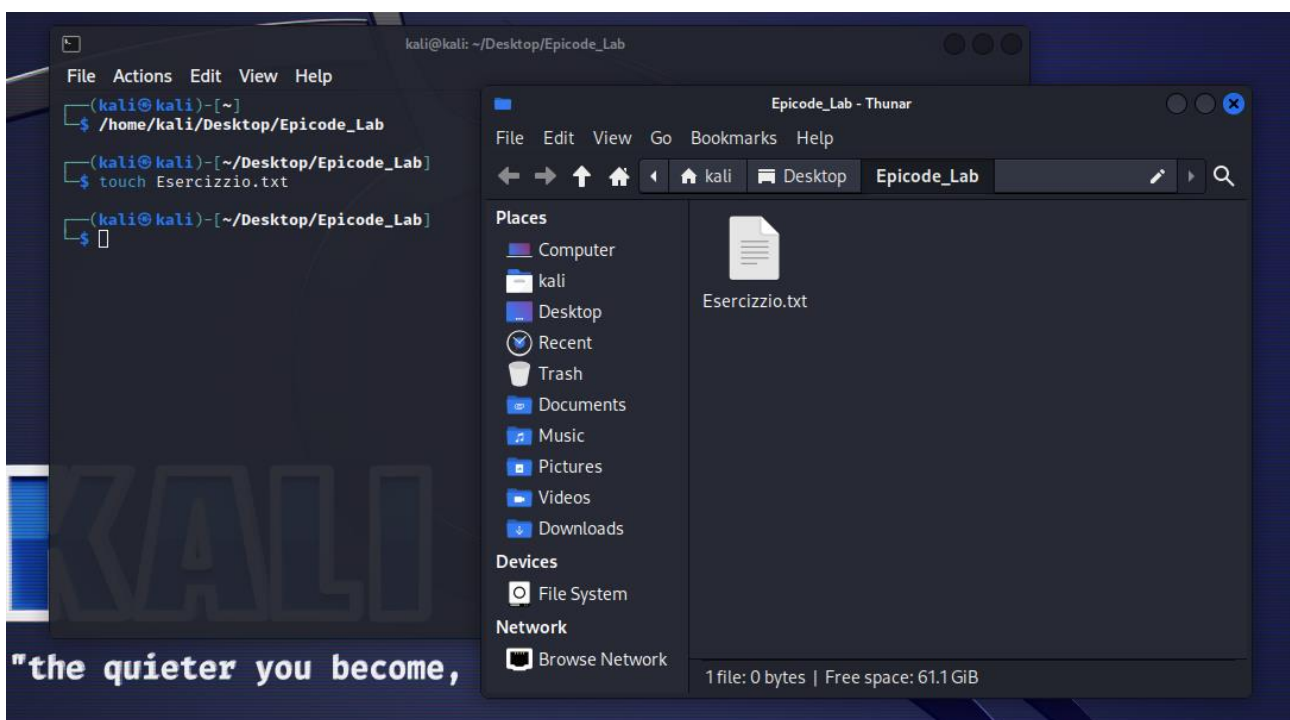 kali@kali: ~/Desktop/Epicode_Lab
File Actions Edit View Help
┌──(kali㉿kali)-[~]
└─$ /home/kali/Desktop/Epicode_Lab
┌──(kali㉿kali)-[~/Desktop/Epicode_Lab]
└─$ touch Esercizzio.txt
┌──(kali㉿kali)-[~/Desktop/Epicode_Lab]
└─$
Epicode_Lab - Thunar
File Edit View Go Bookmarks Help
kali Desktop Epicode_Lab
Places
Computer
kali
Desktop
Recent
Trash
Documents
Music
Pictures
Videos
Downloads
Devices
File System
Network
Browse Network
Esercizzio.txt
1 file: 0 bytes | Free space: 61.1 GiB
KALI
"the quieter you become,